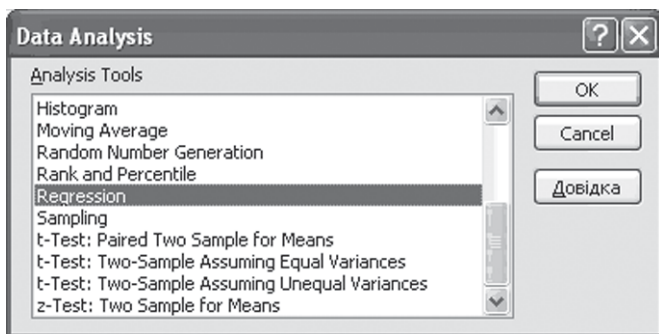 Data Analysis
Analysis Tools
Histogram
Moving Average
Random Number Generation
Rank and Percentile
Regression
Sampling
t-Test: Paired Two Sample for Means
t-Test: Two-Sample Assuming Equal Variances
t-Test: Two-Sample Assuming Unequal Variances
z-Test: Two Sample for Means
OK
Cancel
Довідка